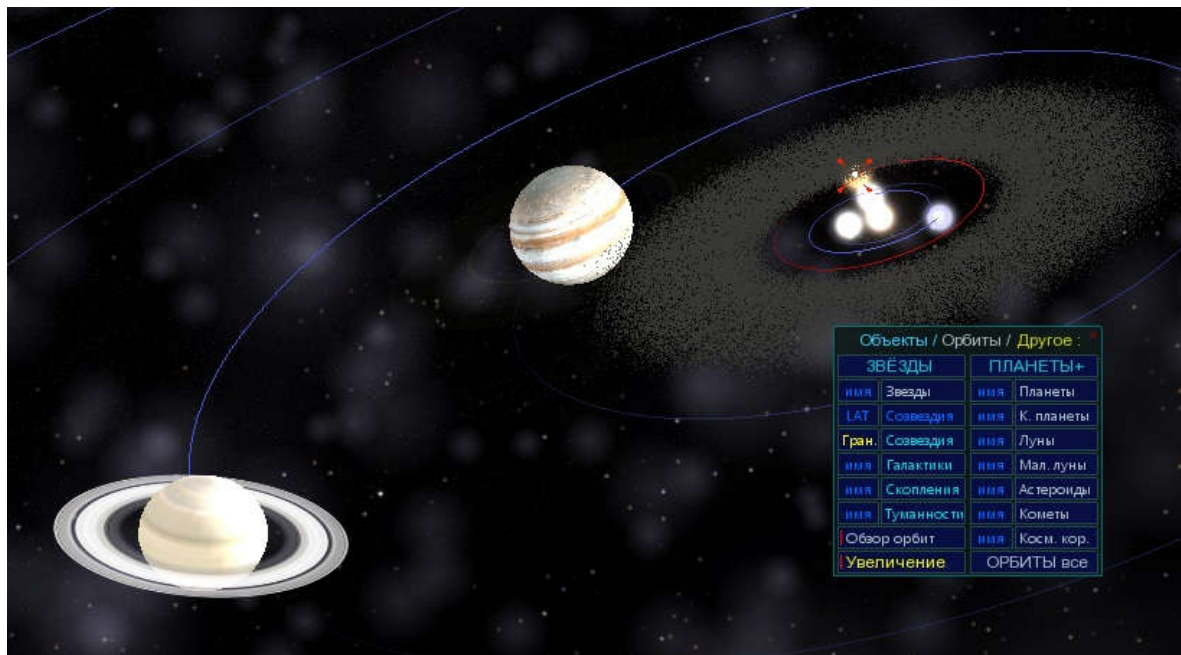 Объекты / Орбиты / Другое :
ЗВЁЗДЫ ПЛАНЕТЫ+
имя Звезды имя Планеты
LAT Созвездия имя К. планеты
Гран. Созвездия имя Луны
имя Галактики имя Мал. луны
имя Скопления имя Астероиды
имя Туманности имя Кометы
Обзор орбит имя Косм. кор.
Увеличение ОРБИТЫ все